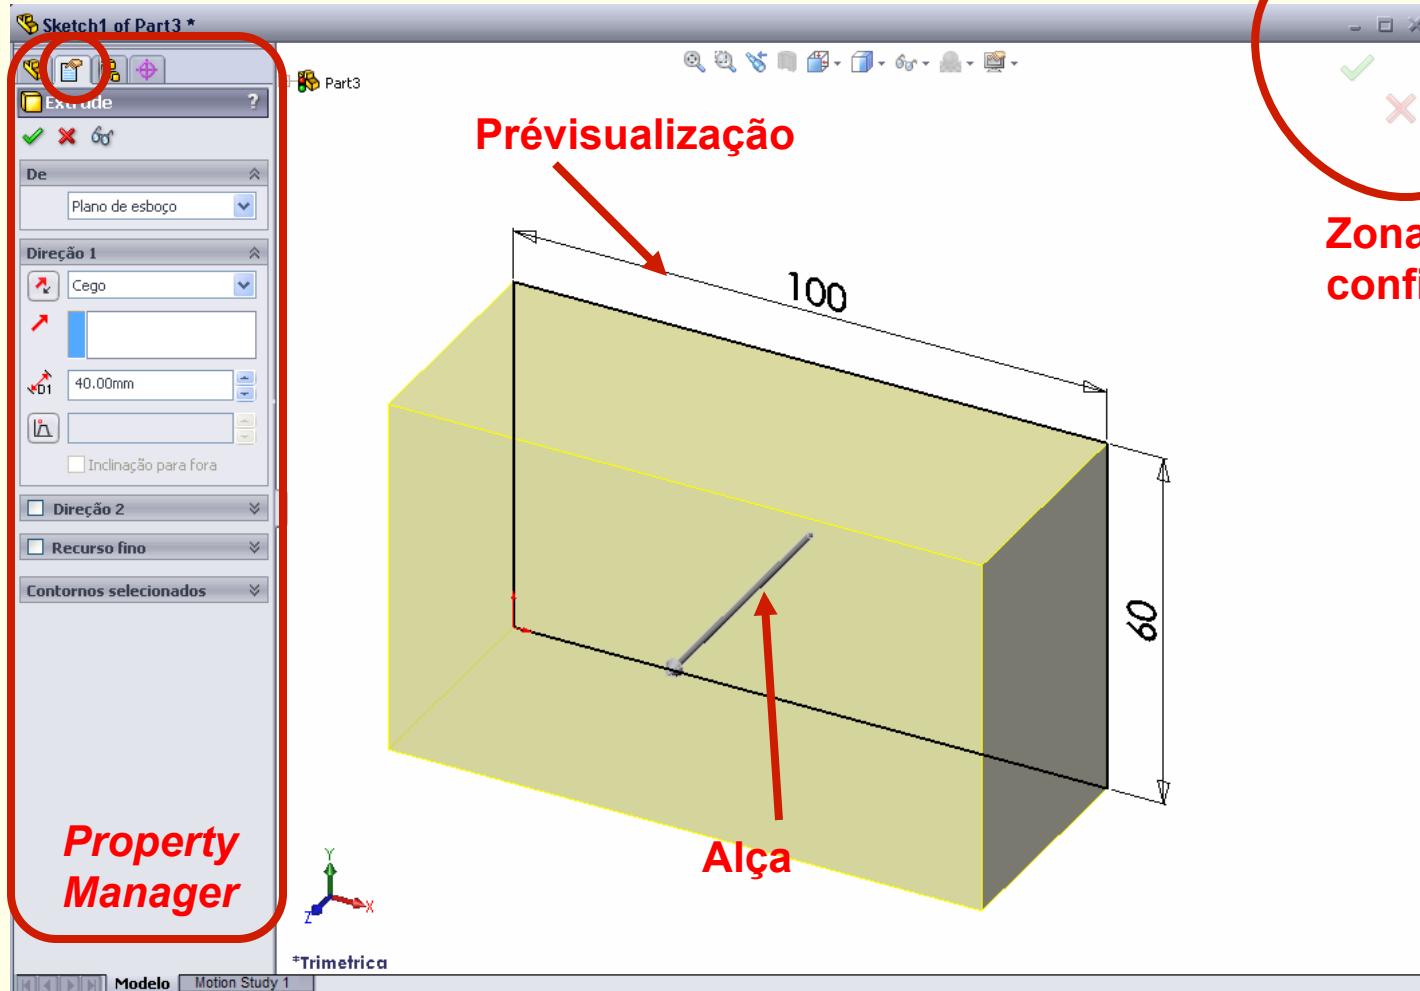 Sketch1 of Part3 *
Part3
Extrude
?
De
Plano de esboço
Direção 1
Cego
D1
40.00mm
Inclinação para fora
Direção 2
Recurso fino
Contornos selecionados
Property
Manager
Prévisualização
100
60
Alça
Zona
confi
Y
X
Z
*Trimetrica
Modelo
Motion Study 1